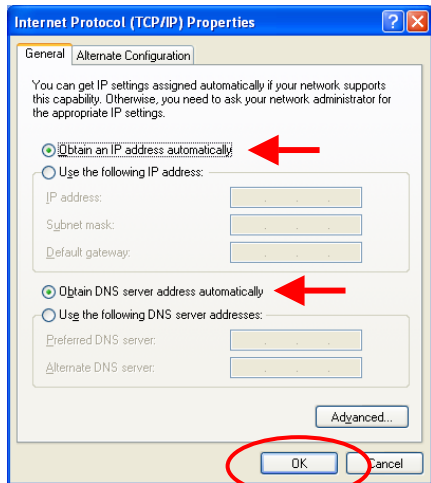 Internet Protocol (TCP/IP) Properties
General Alternate Configuration
You can get IP settings assigned automatically if your network supports
this capability. Otherwise, you need to ask your network administrator for
the appropriate IP settings.
Obtain an IP address automatically
Use the following IP address:
IP address:
Subnet mask:
Default gateway:
Obtain DNS server address automatically
Use the following DNS server addresses:
Preferred DNS server:
Alternate DNS server:
Advanced...
OK Cancel